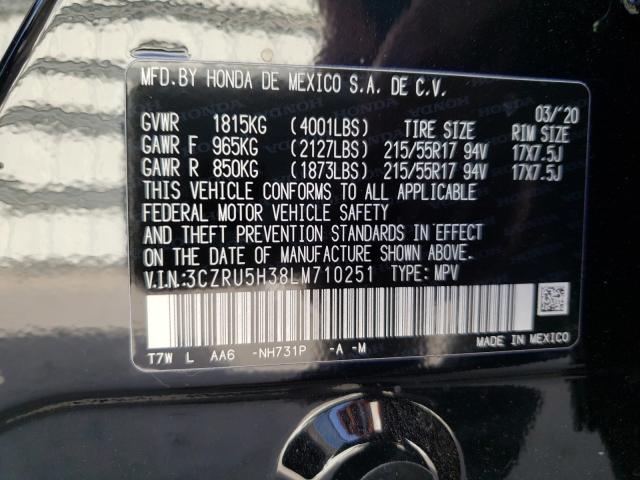 MFD. BY HONDA DE MEXICO S.A. DE C.V.
03/'20
GVWR 1815KG (4001LBS) TIRE SIZE RIM SIZE
GAWR F 965KG (2127LBS) 215/55R17 94V 17X7.5J
GAWR R 850KG (1873LBS) 215/55R17 94V 17X7.5J
THIS VEHICLE CONFORMS TO ALL APPLICABLE
FEDERAL MOTOR VEHICLE SAFETY
AND THEFT PREVENTION STANDARDS IN EFFECT
ON THE DATE OF MANUFACTURE SHOWN ABOVE.
V.I.N:3CZRU5H38LM710251 TYPE: MPV
T7W L AA6 -NH731P -A -M
MADE IN MEXICO